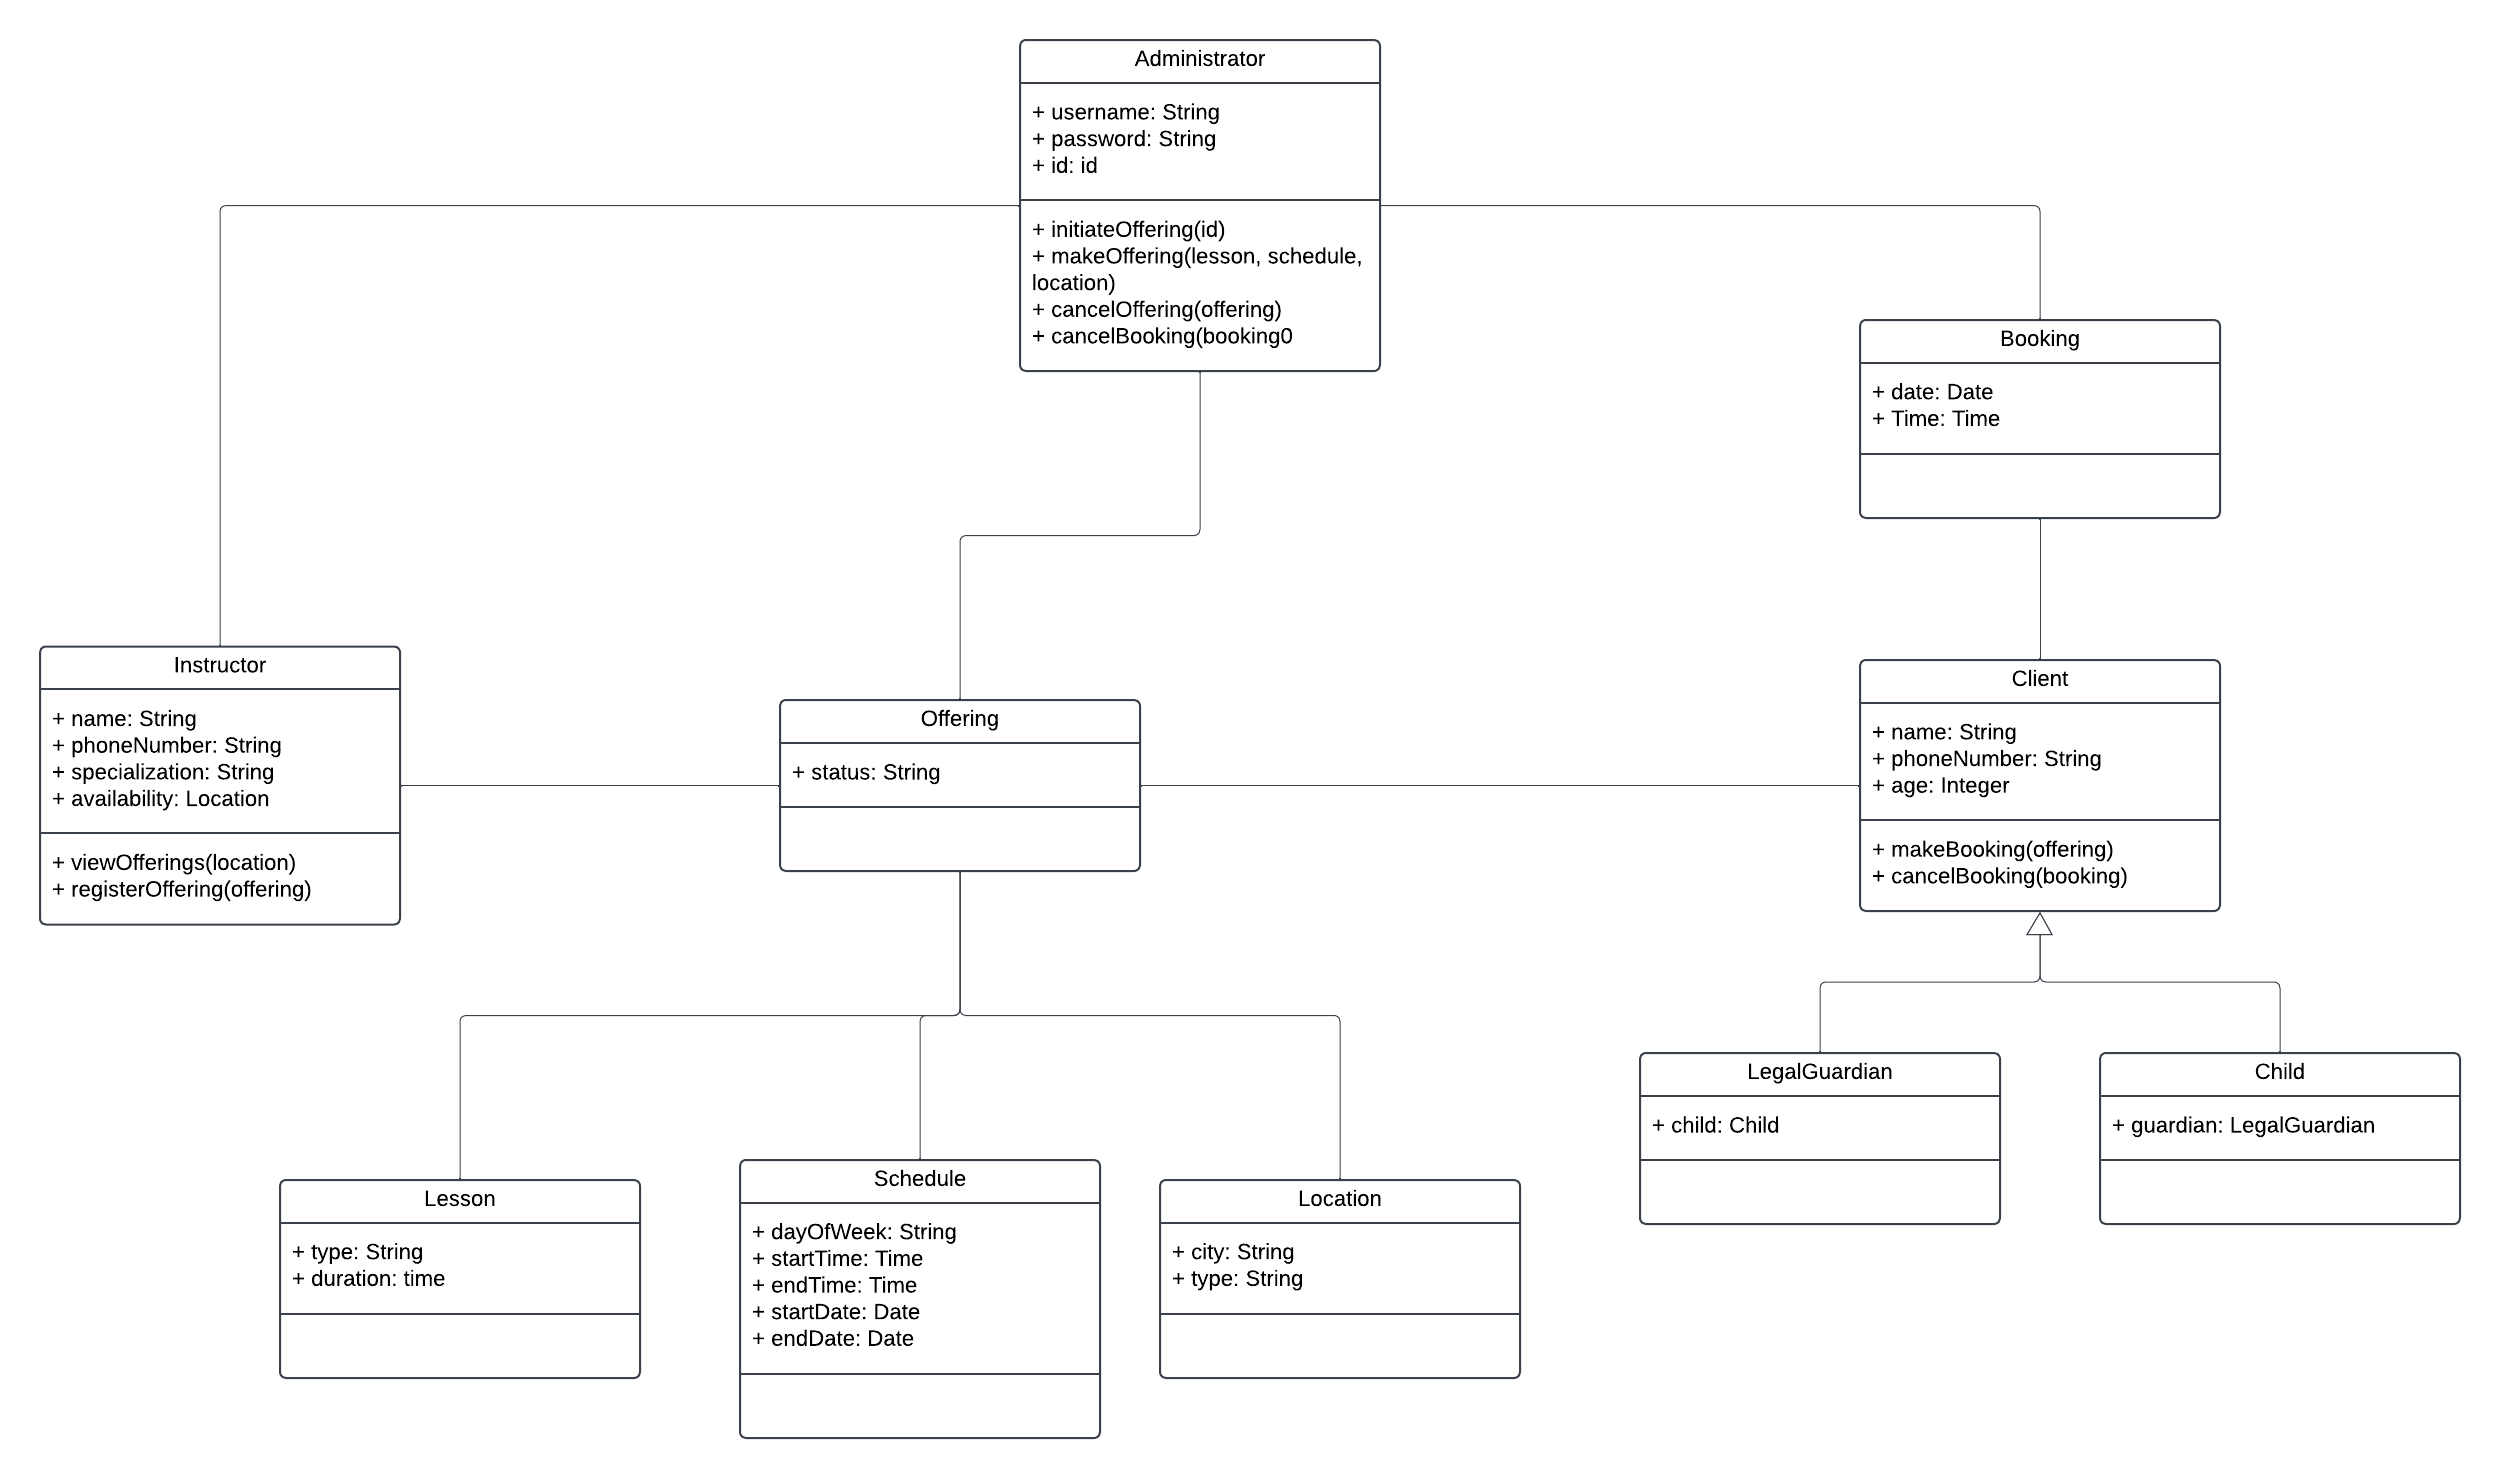 Administrator
+ username: String
+ password: String
+ id: id
+ initiateOffering(id)
+ makeOffering(lesson, schedule,
location)
+ cancelOffering(offering)
+ cancelBooking(booking0
Booking
+ date: Date
+ Time: Time
Instructor
+ name: String
+ phoneNumber: String
+ specialization: String
+ availability: Location
+ viewOfferings(location)
+ registerOffering(offering)
Offering
+ status: String
Client
+ name: String
+ phoneNumber: String
+ age: Integer
+ makeBooking(offering)
+ cancelBooking(booking)
LegalGuardian
+ child: Child
Child
+ guardian: LegalGuardian
Lesson
+ type: String
+ duration: time
Schedule
+ dayOfWeek: String
+ startTime: Time
+ endTime: Time
+ startDate: Date
+ endDate: Date
Location
+ city: String
+ type: String